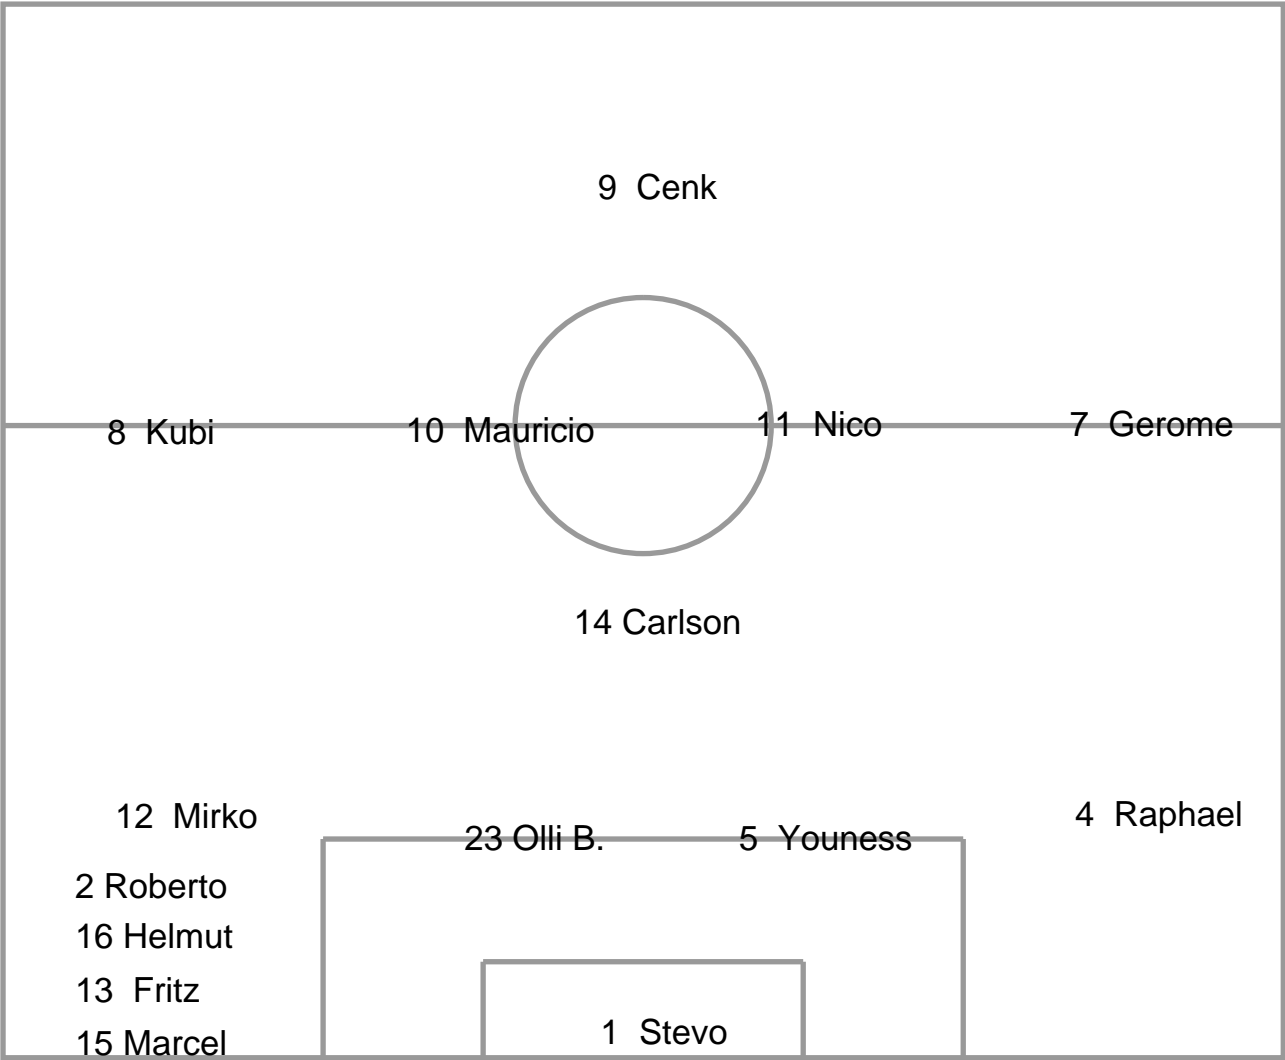 9 Cenk
8 Kubi
10 Mauricio
11 Nico
7 Gerome
14 Carlson
12 Mirko
4 Raphael
23 Olli B.
5 Youness
2 Roberto
16 Helmut
13 Fritz
1 Stevo
15 Marcel